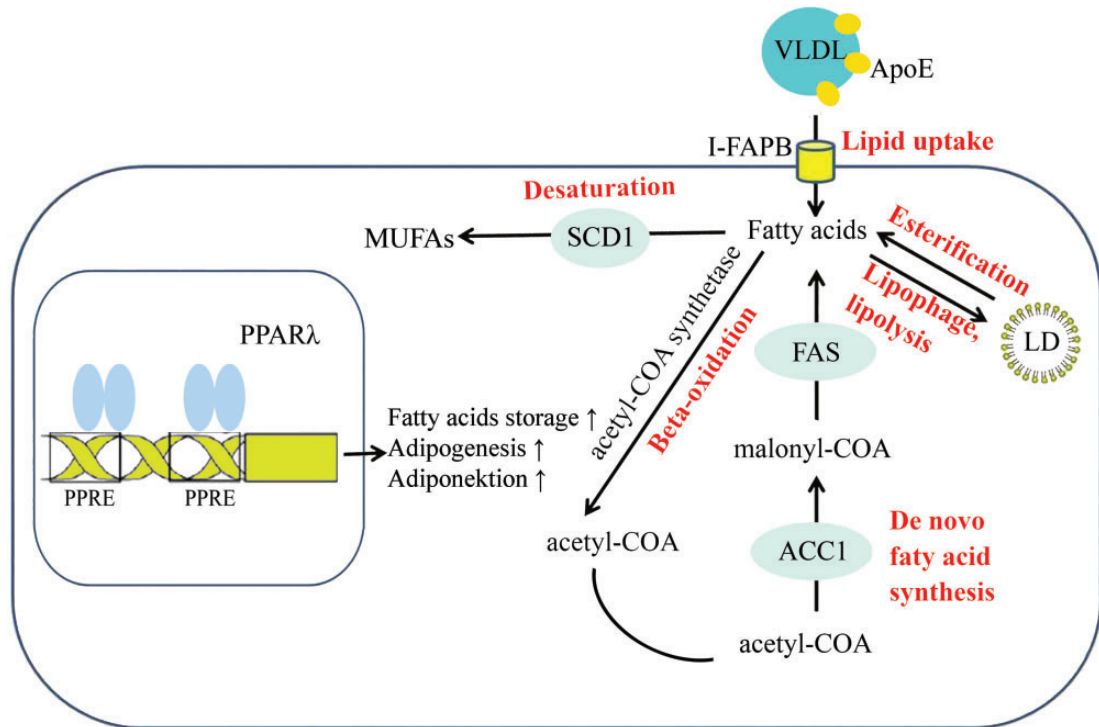 VLDL
ApoE
I-FAPB
Lipid uptake
Desaturation
MUFAs
SCD1
Fatty acids
Esterification
Lipophage,
lipolysis
LD
acetyl-COA synthetase
Beta-oxidation
FAS
PPARλ
PPRE
PPRE
Fatty acids storage ↑
Adipogenesis ↑
Adiponektion ↑
malonyl-COA
acetyl-COA
ACC1
De novo
faty acid
synthesis
acetyl-COA